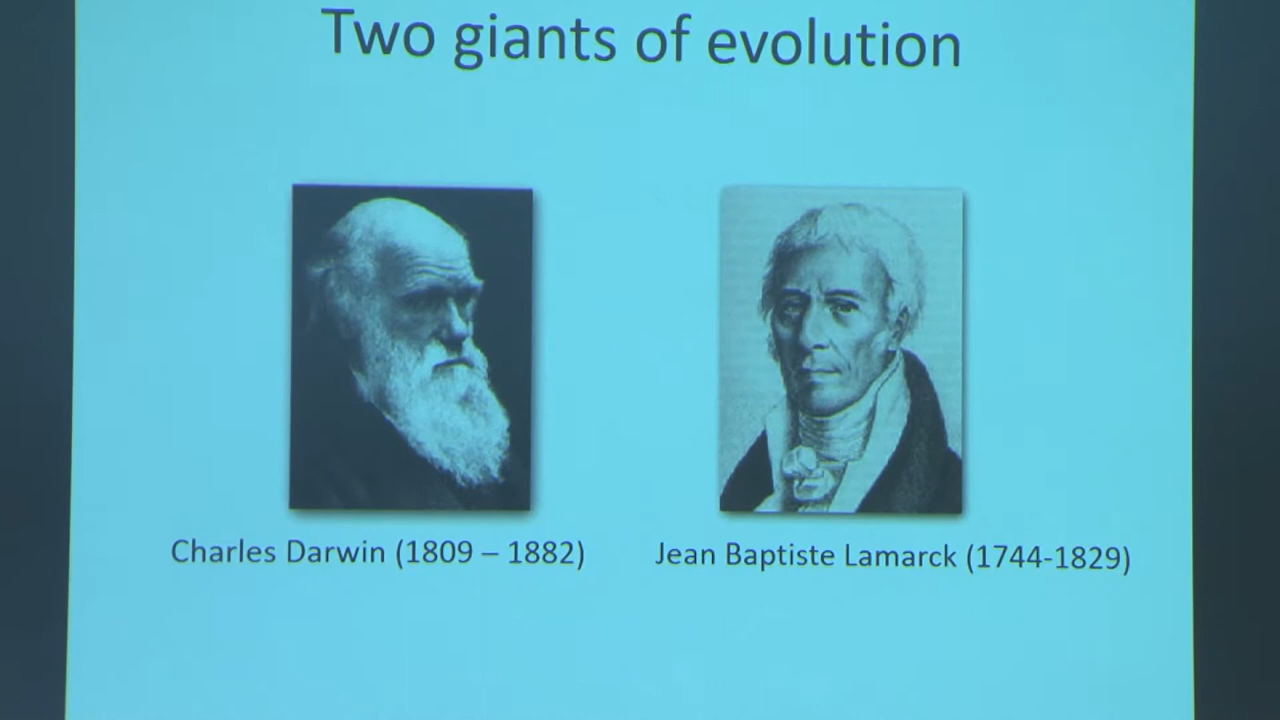 Two giants of evolution
Charles Darwin (1809 – 1882)
Jean Baptiste Lamarck (1744-1829)